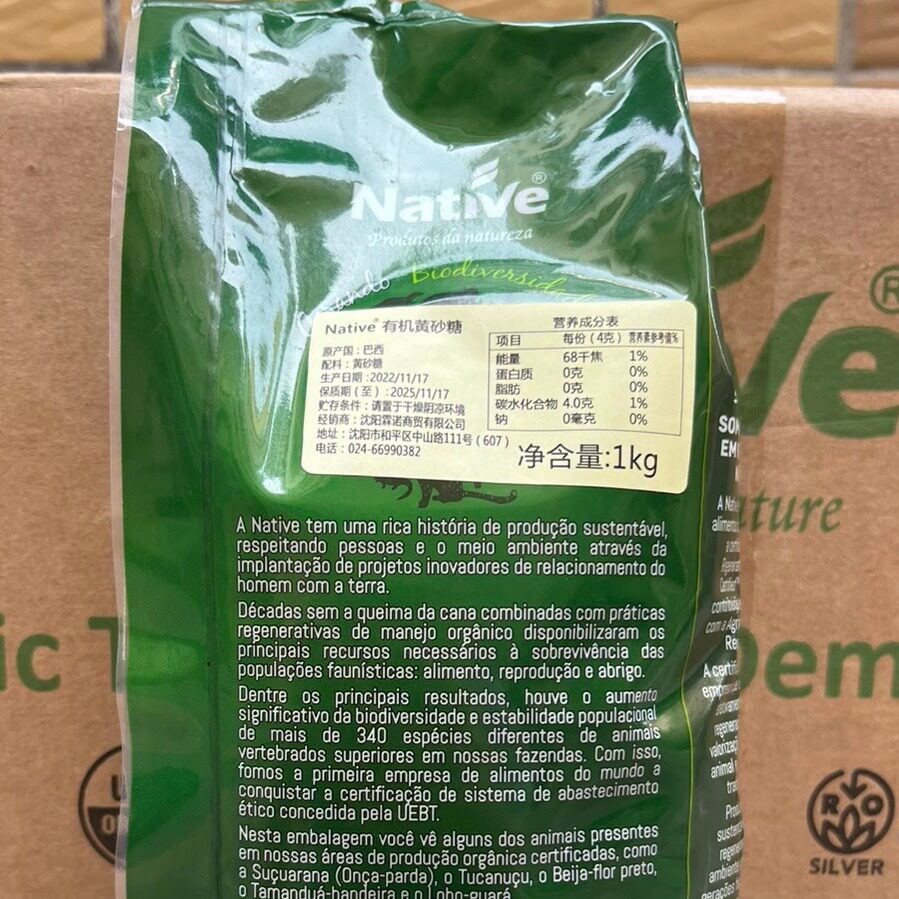 Native®
Produtos da natureza
Biodiversidade
Native® 有机黄砂糖
原产国：巴西
配料：黄砂糖
生产日期：2022/11/17
保质期（至）：2025/11/17
贮存条件：请置于干燥阴凉环境
经销商：沈阳霖诺商贸有限公司
地址：沈阳市和平区中山路111号（607）
电话：024-66990382
营养成分表
项目 每份（4克） 营养素参考值%
能量 68千焦 1%
蛋白质 0克 0%
脂肪 0克 0%
碳水化合物 4.0克 1%
钠 0毫克 0%
净含量:1kg
A Native tem uma rica história de produção sustentável,
respeitando pessoas e o meio ambiente através da
implantação de projetos inovadores de relacionamento do
homem com a terra.
Décadas sem a queima da cana combinadas com práticas
regenerativas de manejo orgânico disponibilizaram os
principais recursos necessários à sobrevivência das
populações faunísticas: alimento, reprodução e abrigo.
Dentre os principais resultados, houve o aumento
significativo da biodiversidade e estabilidade populacional
de mais de 340 espécies diferentes de animais
vertebrados superiores em nossas fazendas. Com isso,
fomos a primeira empresa de alimentos do mundo a
conquistar a certificação de sistema de abastecimento
ético concedida pela UEBT.
Nesta embalagem você vê alguns dos animais presentes
em nossas áreas de produção orgânica certificadas, como
a Suçuarana (Onça-parda), o Tucanuçu, o Beija-flor preto,
o Tamanduá-bandeira e o Lobo-guará.
ve®
ature
ic
Dem
R O
SILVER